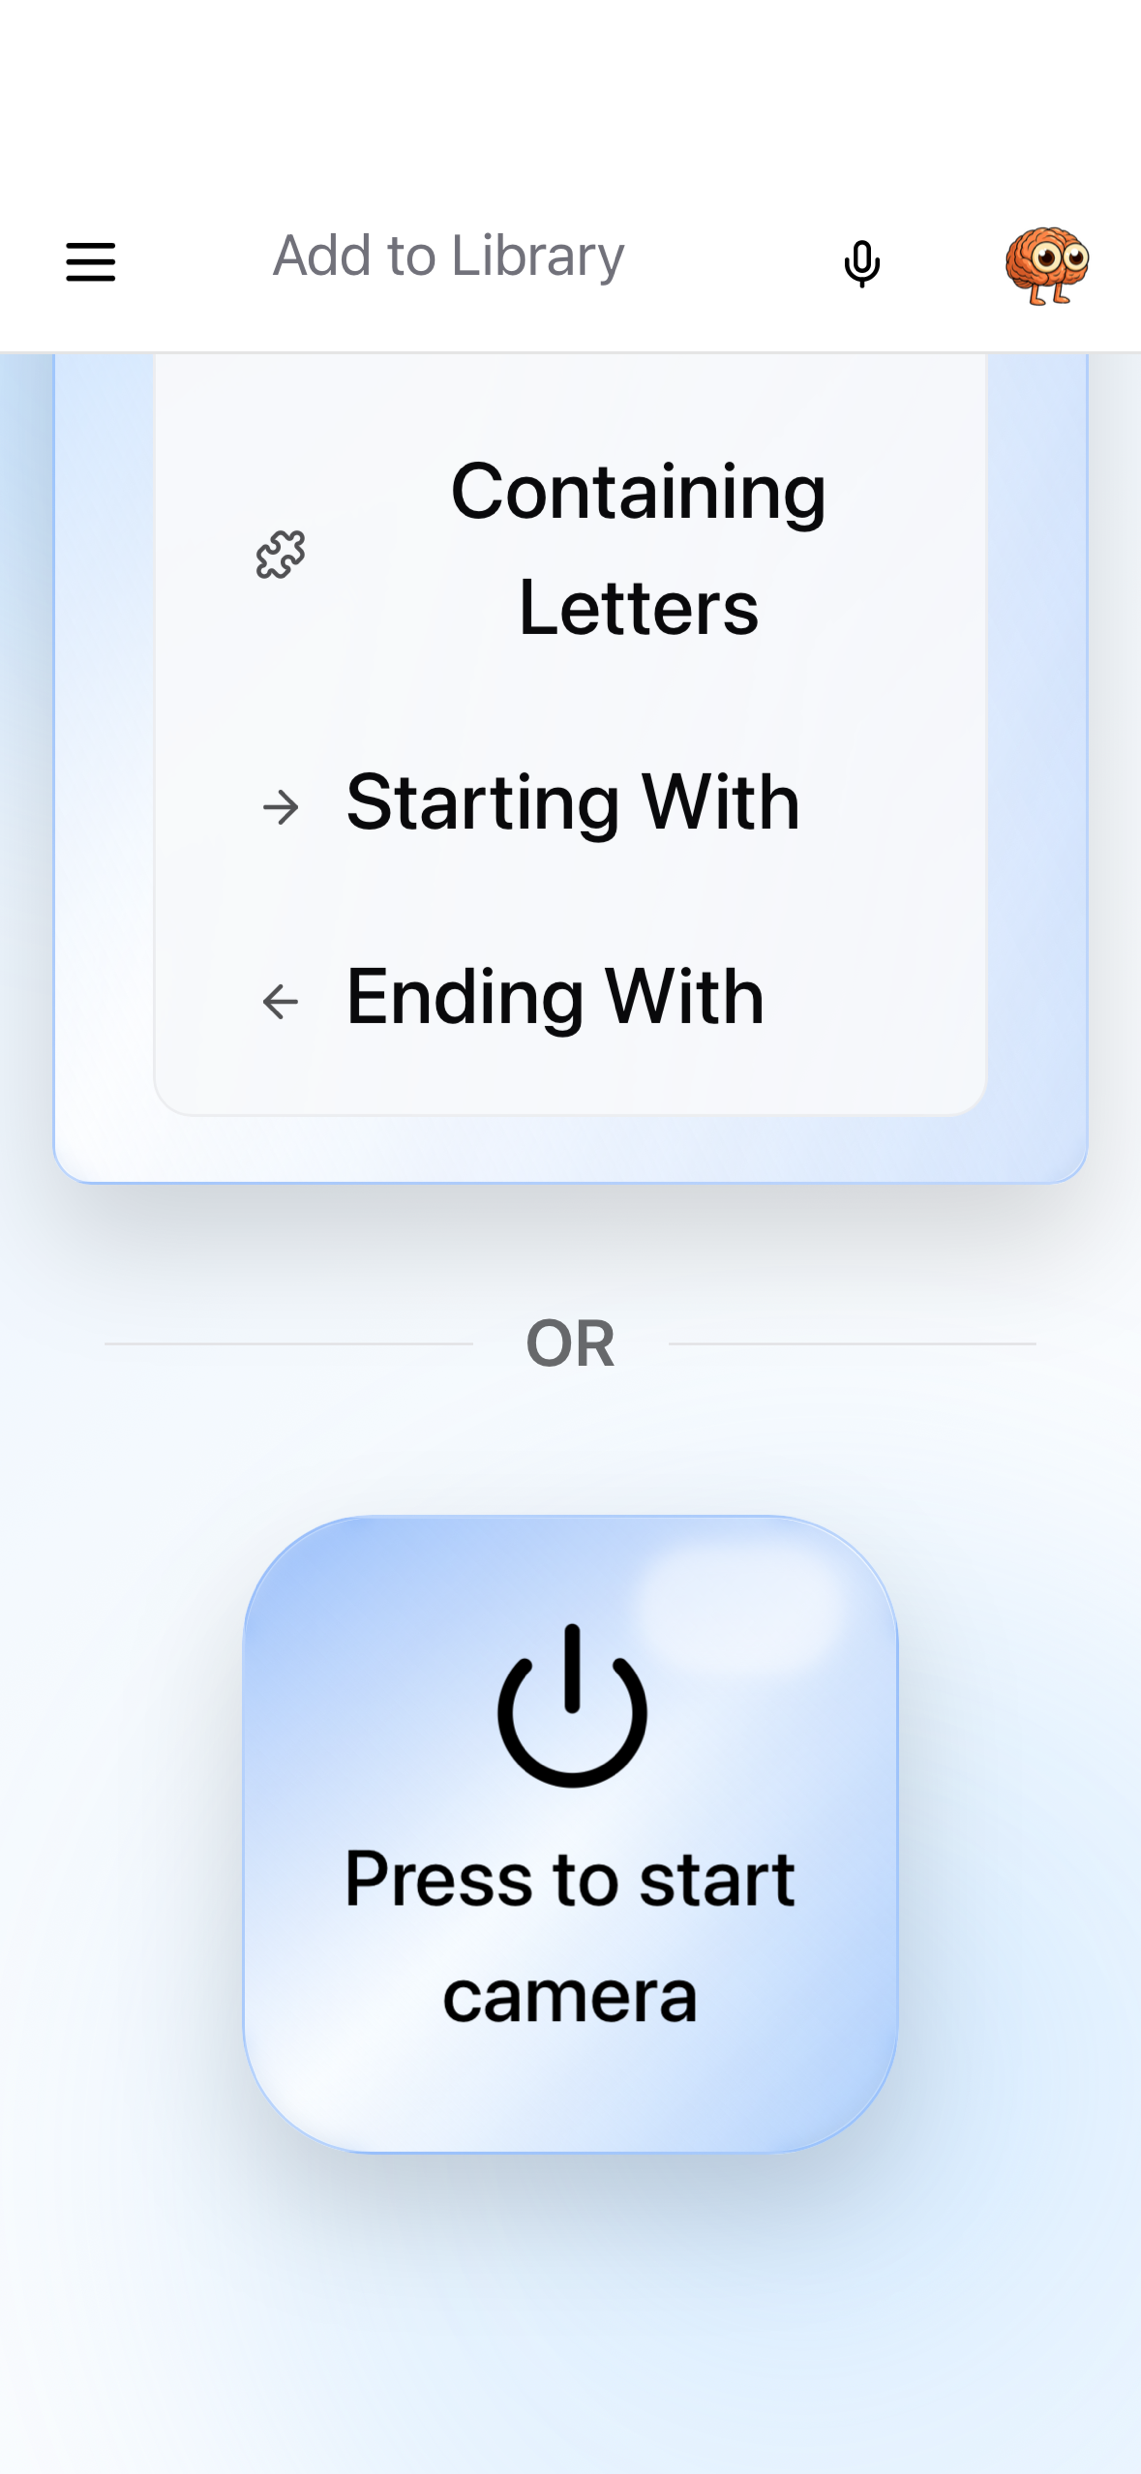 Add to Library
Containing
Letters
Starting With
Ending With
OR
Press to start
camera